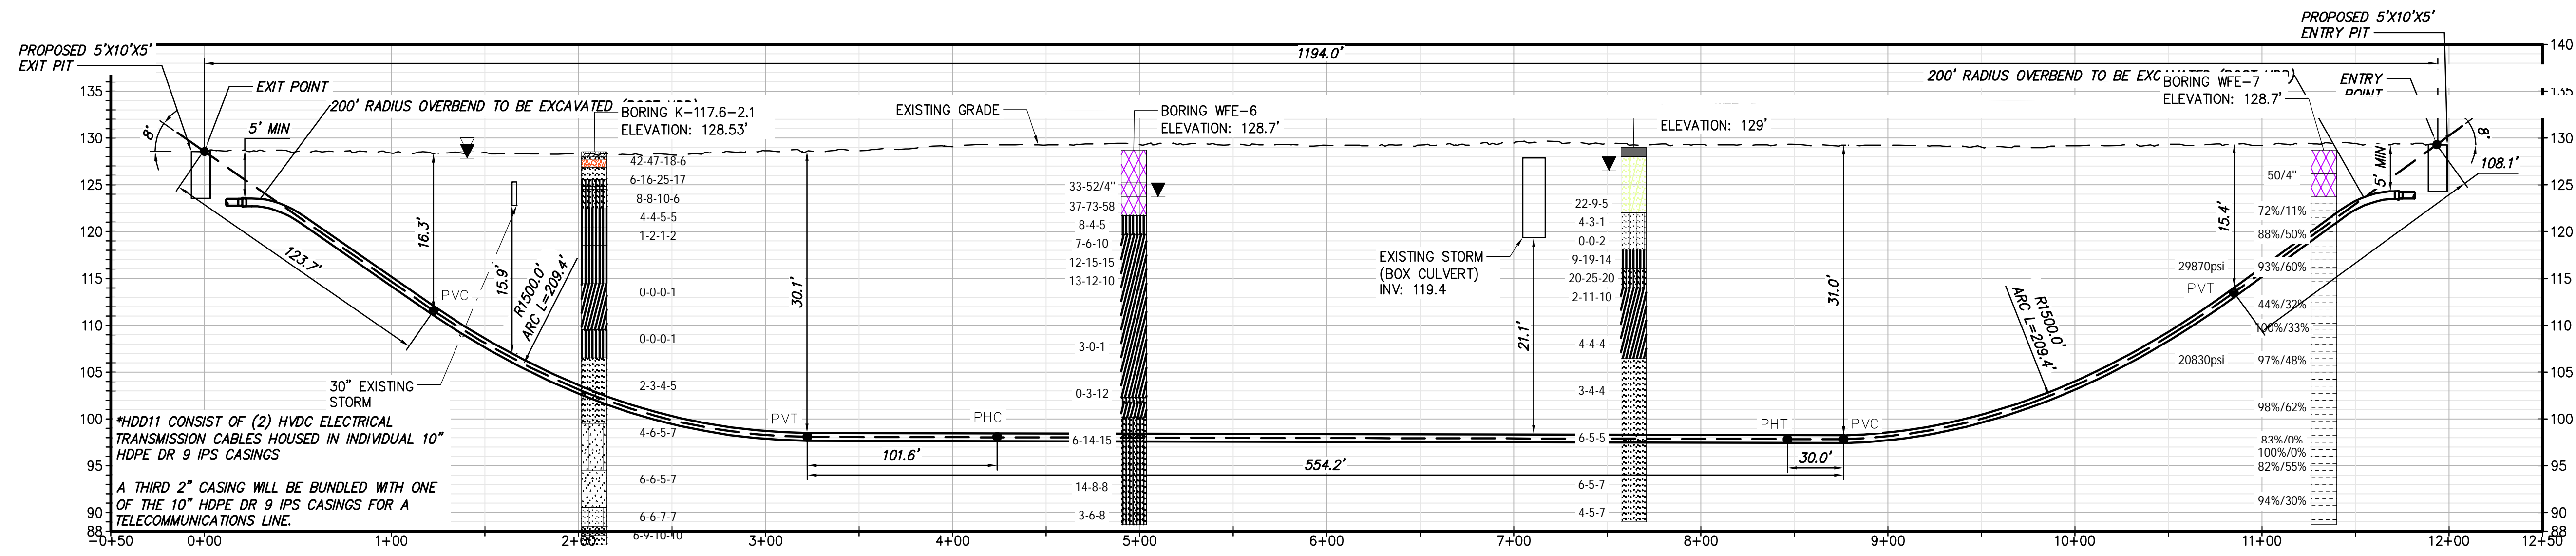 PROPOSED 5'X10'X5'
EXIT PIT
EXIT POINT
200' RADIUS OVERBEND TO BE EXCAVATED
BORING K-117.6-2.1
ELEVATION: 128.53'
EXISTING GRADE
BORING WFE-6
ELEVATION: 128.7'
1194.0'
ELEVATION: 129'
200' RADIUS OVERBEND TO BE
BORING WFE-7
ELEVATION: 128.7'
ENTRY
POINT
PROPOSED 5'X10'X5'
ENTRY PIT
8°
5' MIN
123.7'
16.3'
PVC
15.9'
R1500.0'
ARC L=209.4'
30" EXISTING
STORM
*HDD11 CONSIST OF (2) HVDC ELECTRICAL
TRANSMISSION CABLES HOUSED IN INDIVIDUAL 10"
HDPE DR 9 IPS CASINGS
A THIRD 2" CASING WILL BE BUNDLED WITH ONE
OF THE 10" HDPE DR 9 IPS CASINGS FOR A
TELECOMMUNICATIONS LINE.
42-47-18-6
6-16-25-17
8-8-10-6
4-4-5-5
1-2-1-2
0-0-0-1
0-0-0-1
2-3-4-5
4-6-5-7
6-6-5-7
6-6-7-7
6-9-10-10
30.1'
PVT
PHC
101.6'
554.2'
33-52/4"
37-73-58
8-4-5
7-6-10
12-15-15
13-12-10
3-0-1
0-3-12
6-14-15
14-8-8
3-6-8
EXISTING STORM
(BOX CULVERT)
INV: 119.4
21.1'
22-9-5
4-3-1
0-0-2
9-19-14
20-25-20
2-11-10
4-4-4
3-4-4
6-5-5
6-5-7
4-5-7
31.0'
PHT
PVC
30.0'
R1500.0'
ARC L=209.4'
15.4'
PVT
5' MIN
8°
108.1'
29870psi
20830psi
50/4"
72%/11%
88%/50%
93%/60%
44%/32%
100%/33%
97%/48%
98%/62%
83%/0%
100%/0%
82%/55%
94%/30%
135
130
125
120
115
110
105
100
95
90
88
140
135
130
125
120
115
110
105
100
95
90
88
-0+50
0+00
1+00
2+00
3+00
4+00
5+00
6+00
7+00
8+00
9+00
10+00
11+00
12+00
12+50